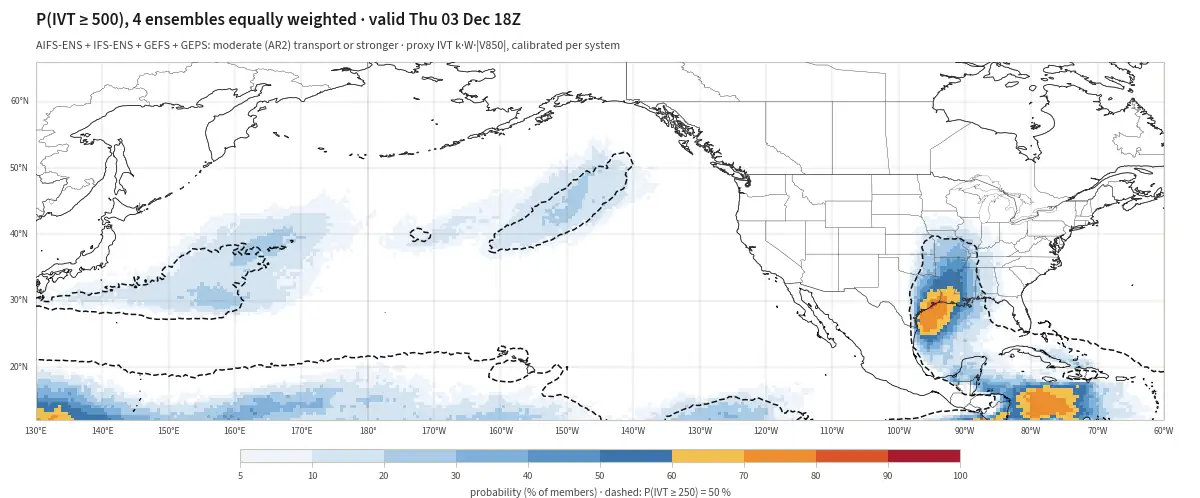 P(IVT ≥ 500), 4 ensembles equally weighted · valid Thu 03 Dec 18Z
AIFS-ENS + IFS-ENS + GEFS + GEPS: moderate (AR2) transport or stronger · proxy IVT k·W·|V850|, calibrated per system
60°N
50°N
40°N
30°N
20°N
130°E 140°E 150°E 160°E 170°E 180° 170°W 160°W 150°W 140°W 130°W 120°W 110°W 100°W 90°W 80°W 70°W 60°W
5 10 20 30 40 50 60 70 80 90 100
probability (% of members) · dashed: P(IVT ≥ 250) = 50 %